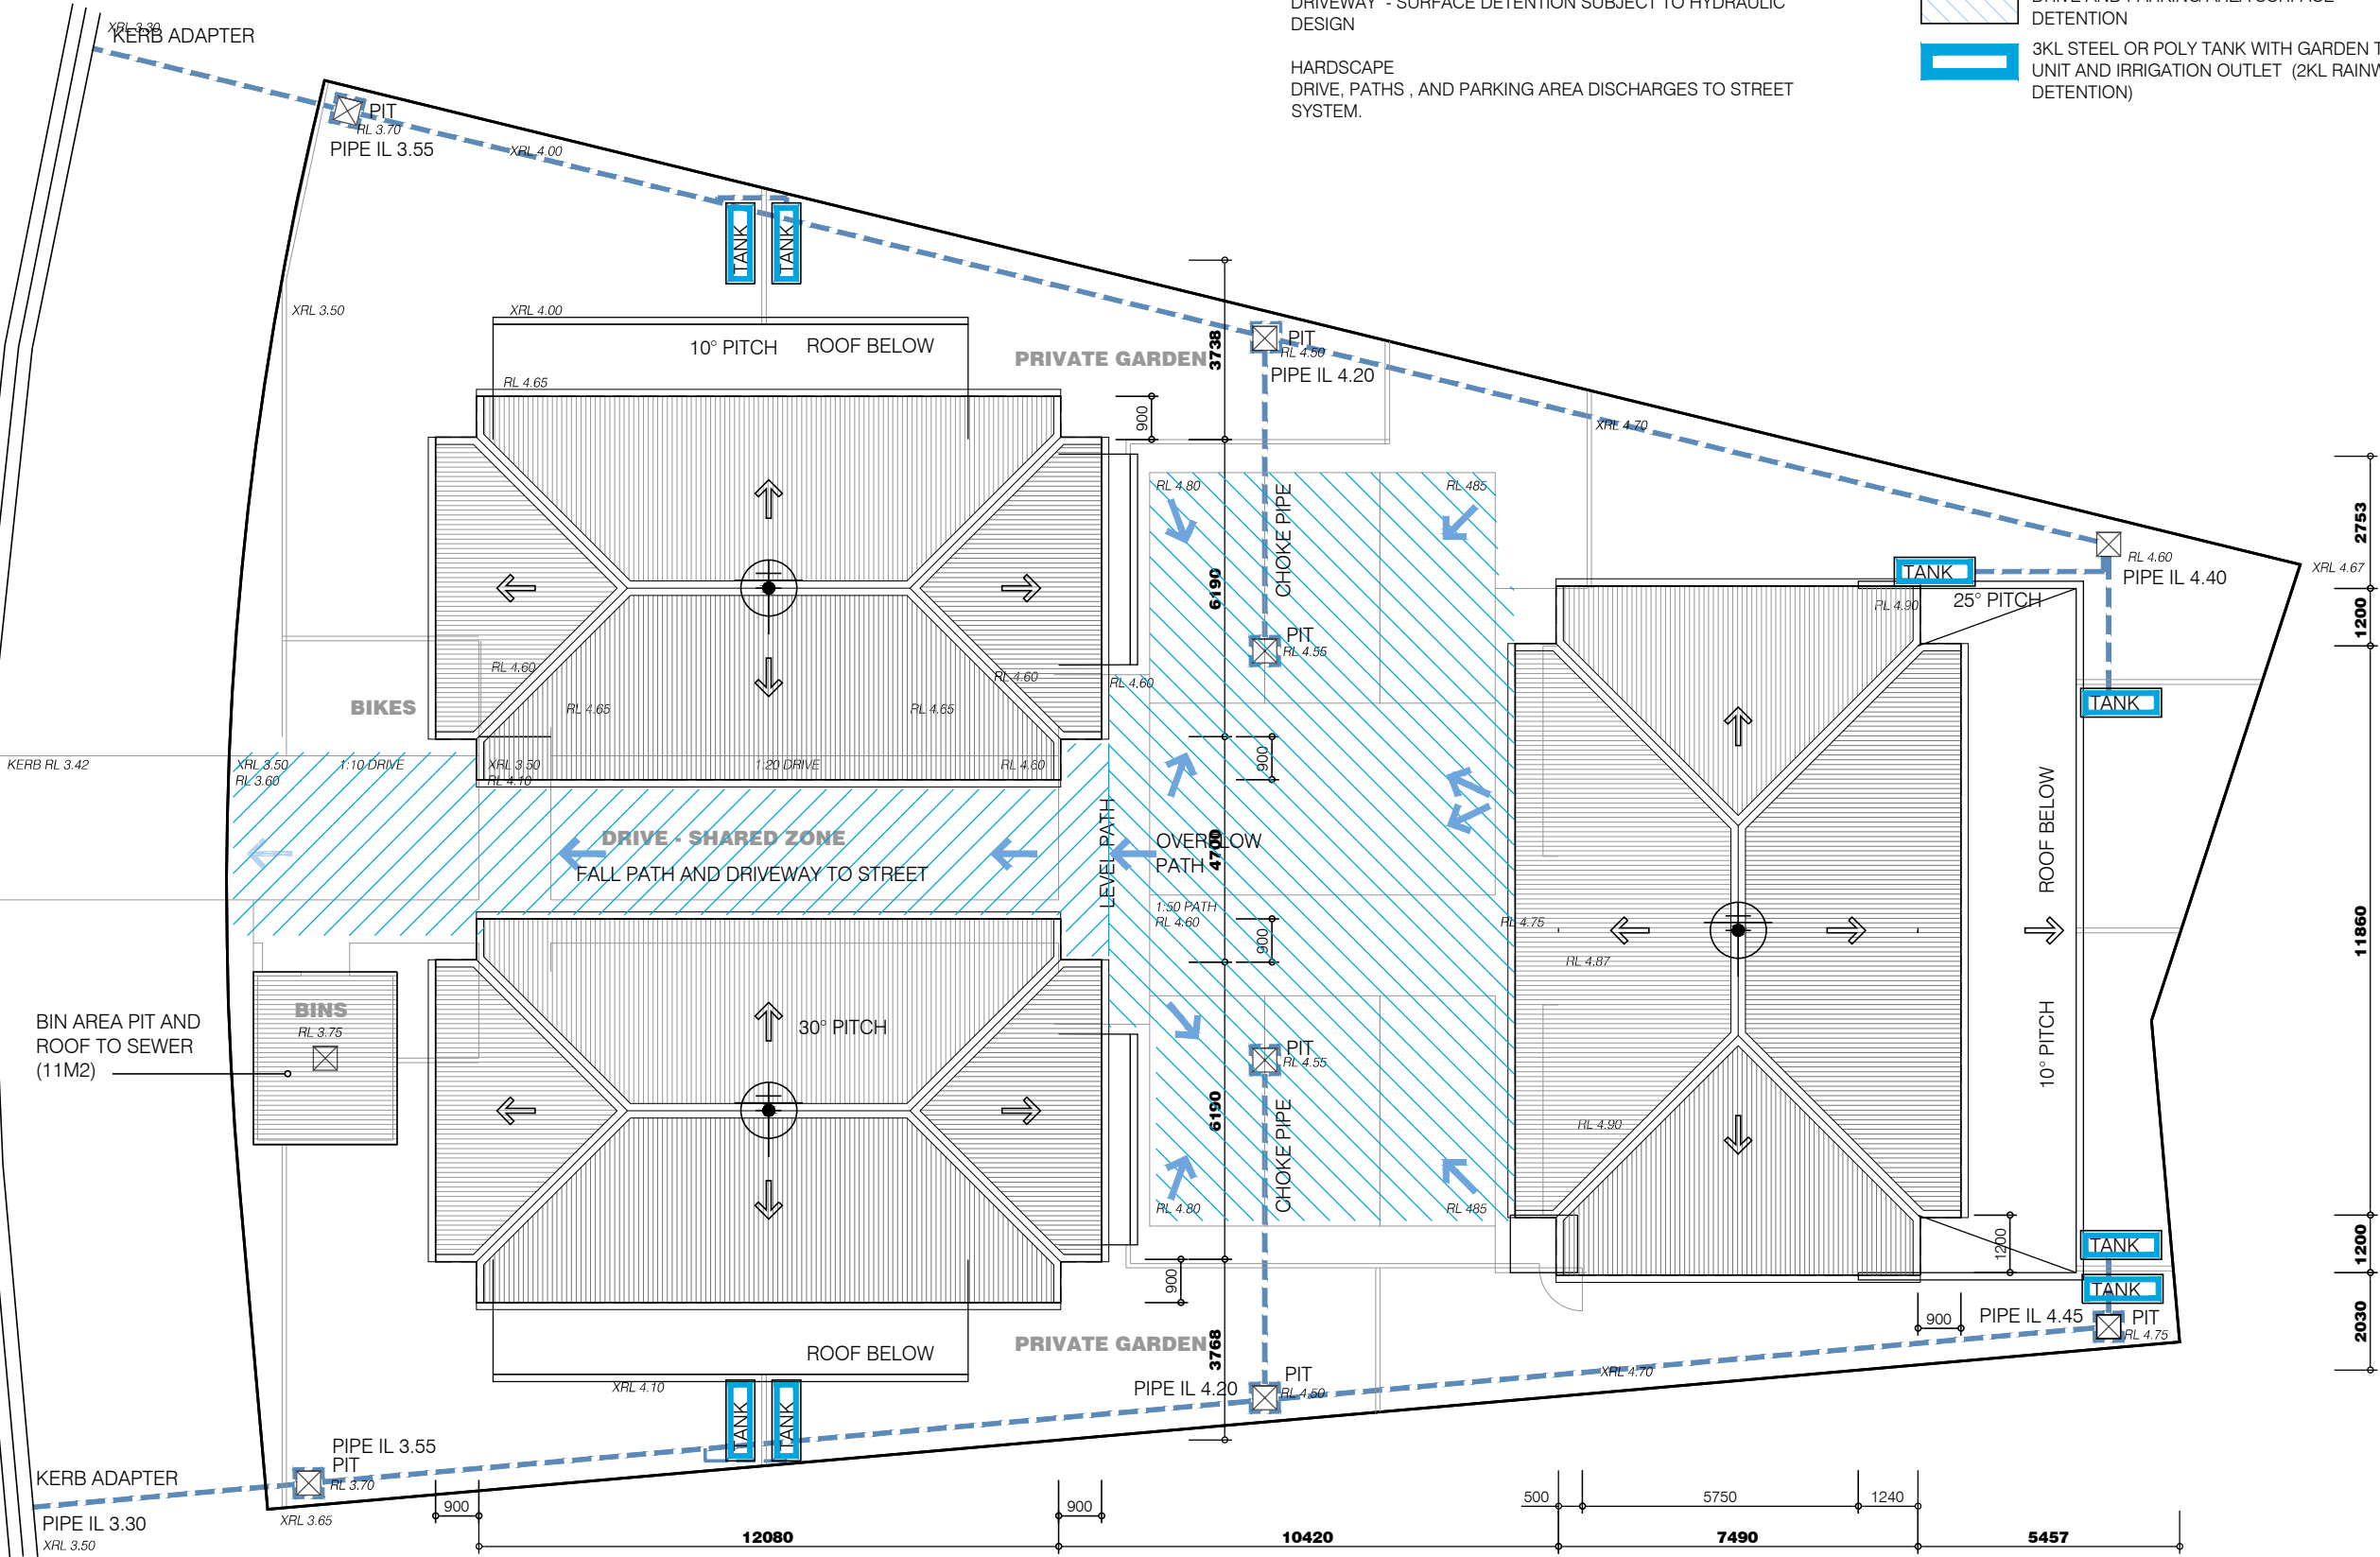 DRIVEWAY - SURFACE DETENTION SUBJECT TO HYDRAULIC
DESIGN
HARDSCAPE
DRIVE, PATHS , AND PARKING AREA DISCHARGES TO STREET
SYSTEM.
DRIVE AND PARKING AREA SURFACE
DETENTION
3KL STEEL OR POLY TANK WITH GARDEN
UNIT AND IRRIGATION OUTLET (2KL
DETENTION)
XRL 3.30
KERB ADAPTER
PIT
RL 3.70
PIPE IL 3.55
XRL 4.00
TANK
TANK
XRL 3.50
XRL 4.00
10° PITCH
ROOF BELOW
PRIVATE GARDEN
3738
PIT
RL 4.50
PIPE IL 4.20
RL 4.65
900
XRL 4.70
RL 4.80
CHOKE PIPE
RL 485
2753
RL 4.60
PIPE IL 4.40
XRL 4.67
TANK
25° PITCH
RL 4.90
1200
6190
PIT
RL 4.55
RL 4.60
RL 4.60
RL 4.60
TANK
BIKES
RL 4.65
RL 4.65
KERB RL 3.42
XRL 3.50
RL 3.60
1:10 DRIVE
XRL 3.50
RL 4.10
1:20 DRIVE
RL 4.60
900
DRIVE - SHARED ZONE
FALL PATH AND DRIVEWAY TO STREET
LEVEL PATH
OVERFLOW
PATH
4700
ROOF BELOW
1:50 PATH
RL 4.60
900
RL 4.75
RL 4.87
11860
BINS
RL 3.75
BIN AREA PIT AND
ROOF TO SEWER
(11M2)
30° PITCH
PIT
RL 4.55
10° PITCH
6190
CHOKE PIPE
RL 4.90
RL 4.80
RL 485
1200
1200
TANK
TANK
900
900
PIPE IL 4.45
PIT
RL 4.75
2030
ROOF BELOW
PRIVATE GARDEN
3768
XRL 4.10
PIPE IL 4.20
PIT
RL 4.50
XRL 4.70
TANK
TANK
PIPE IL 3.55
PIT
RL 3.70
KERB ADAPTER
PIPE IL 3.30
XRL 3.50
XRL 3.65
900
900
500
5750
1240
12080
10420
7490
5457